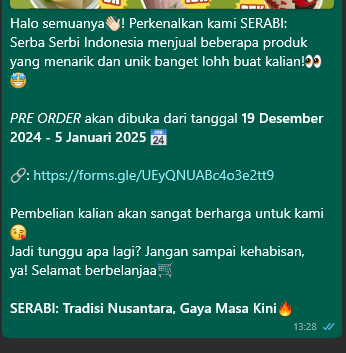 Halo semuanya👋🏻! Perkenalkan kami SERABI:
Serba Serbi Indonesia menjual beberapa produk
yang menarik dan unik banget lohh buat kalian!👀
🤩
PRE ORDER akan dibuka dari tanggal 19 Desember
2024 - 5 Januari 2025 📅
🔗: https://forms.gle/UEyQNUABc4o3e2tt9
Pembelian kalian akan sangat berharga untuk kami
😘
Jadi tunggu apa lagi? Jangan sampai kehabisan,
ya! Selamat berbelanjaa🛒
SERABI: Tradisi Nusantara, Gaya Masa Kini🔥
13:28